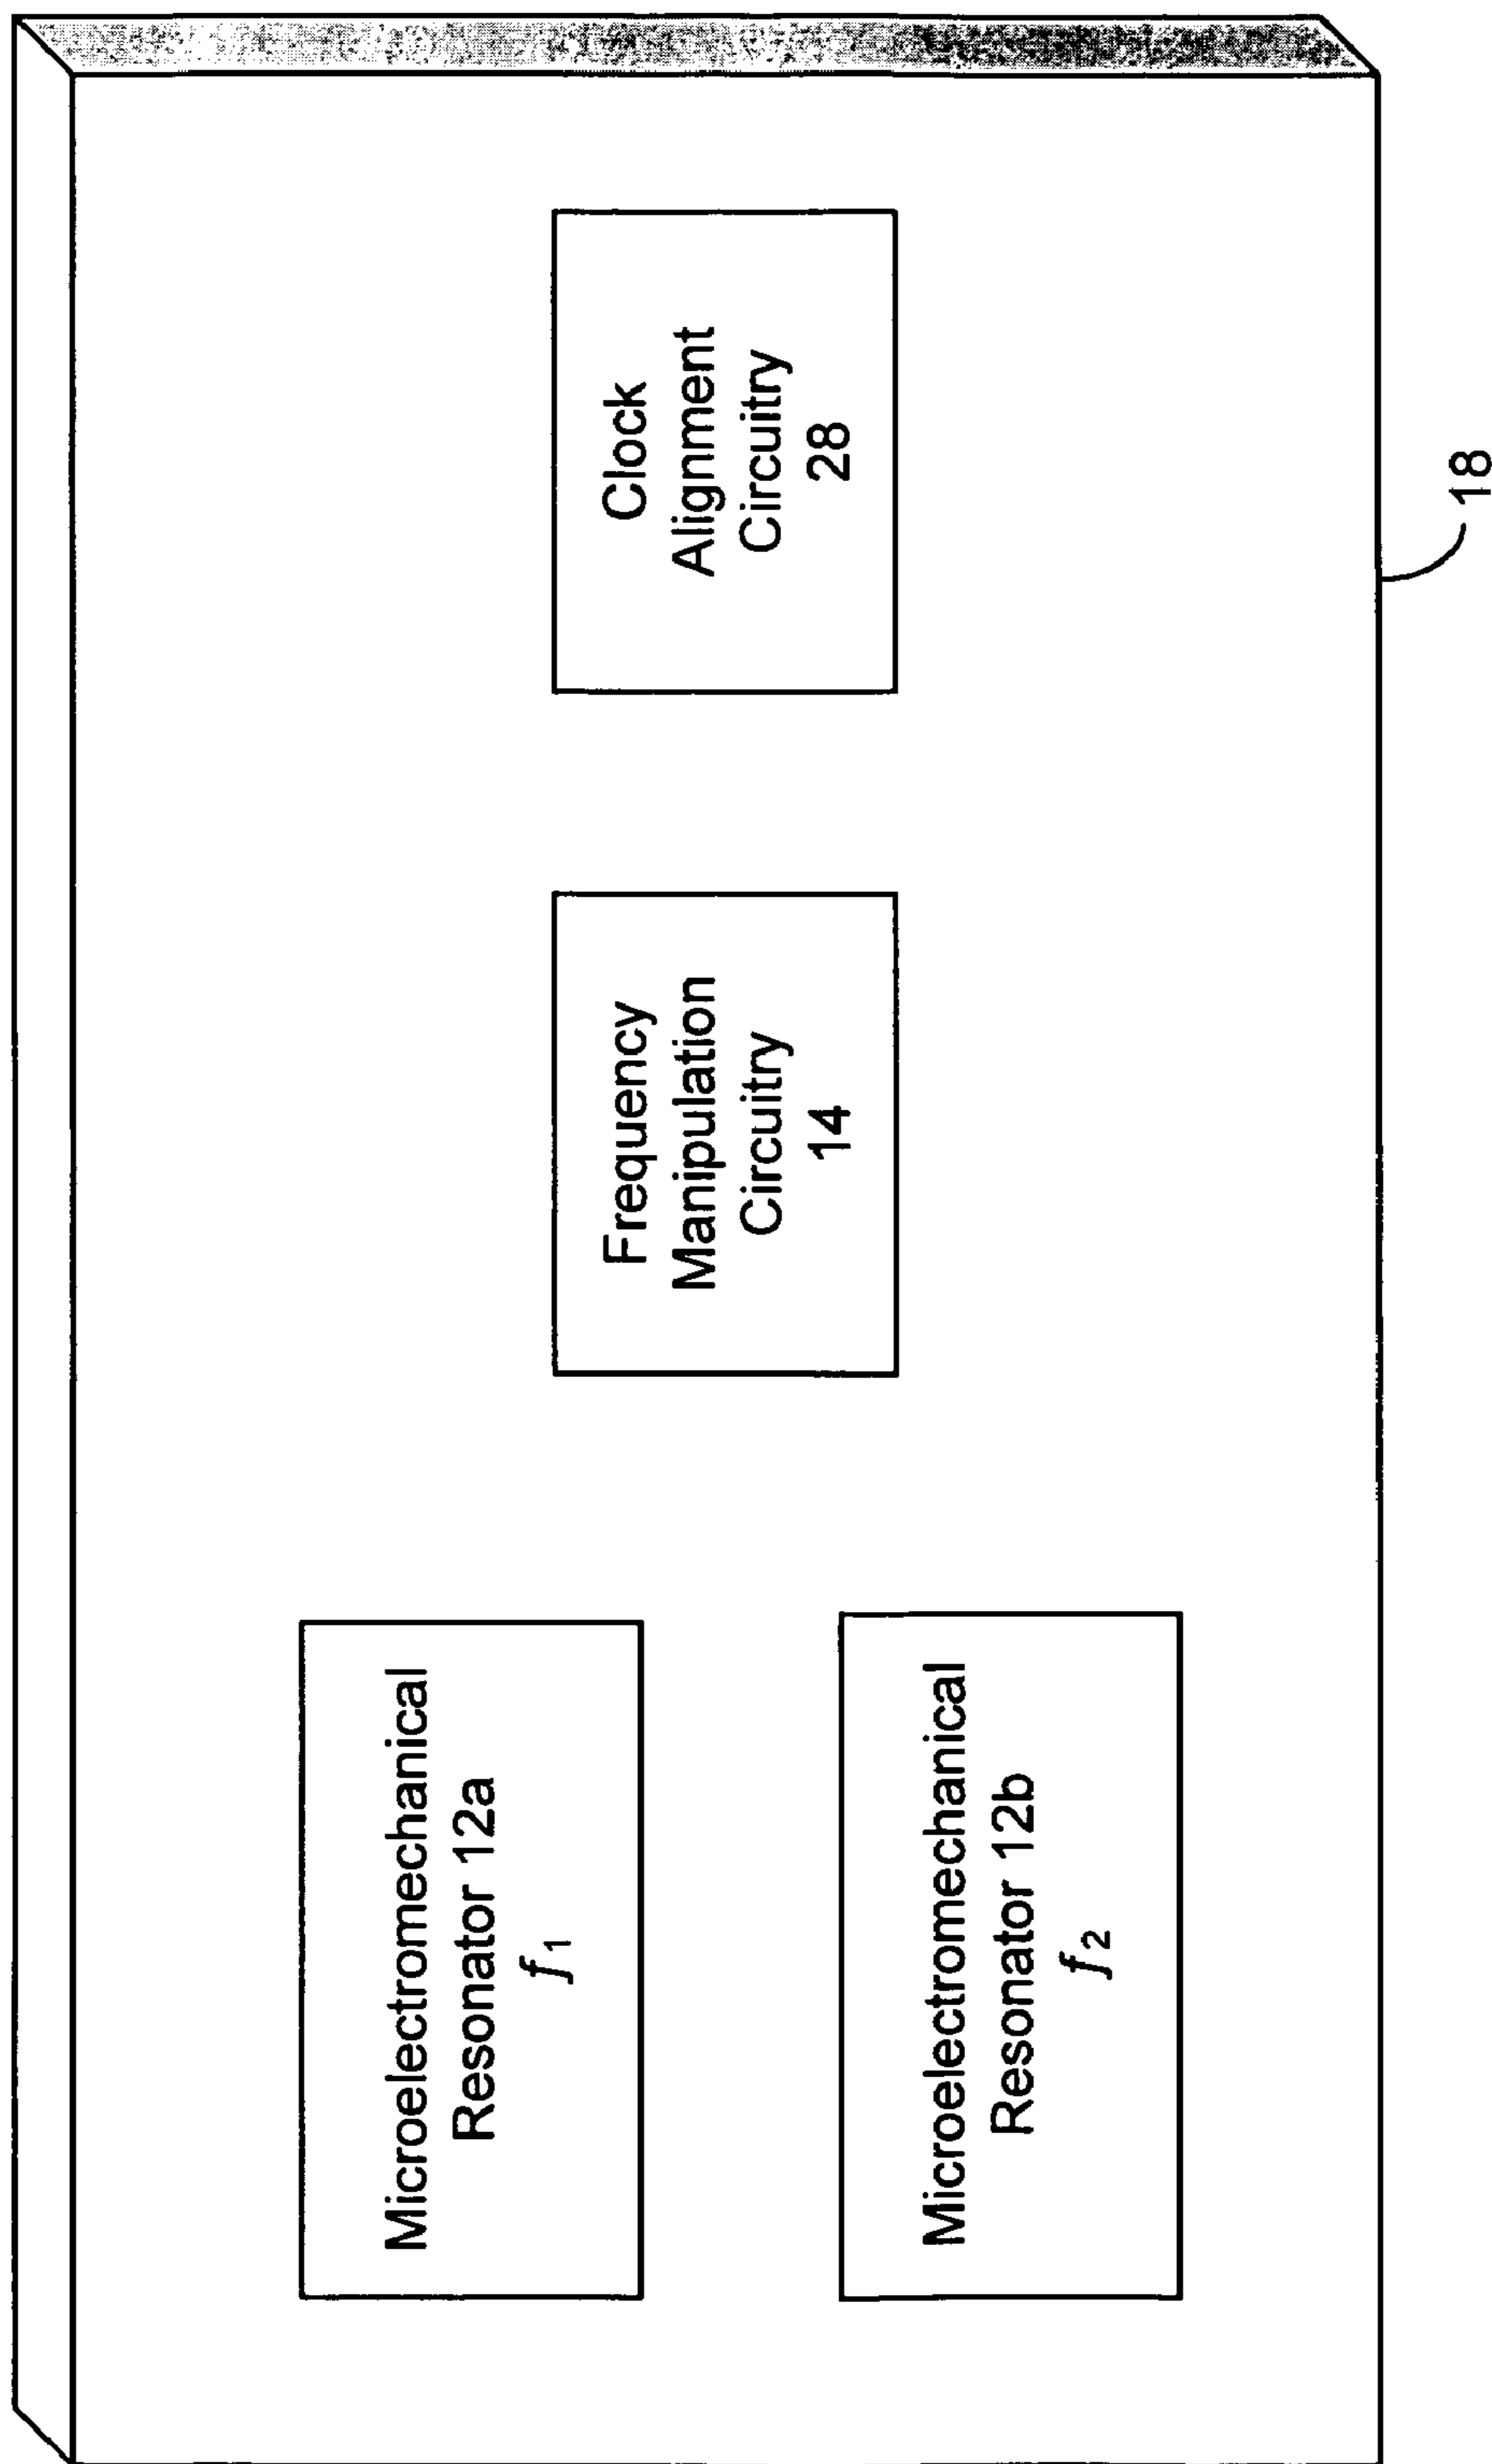 Microelectromechanical
Resonator 12a
f1
Microelectromechanical
Resonator 12b
f2
Frequency
Manipulation
Circuitry
14
Clock
Alignment
Circuitry
28
18